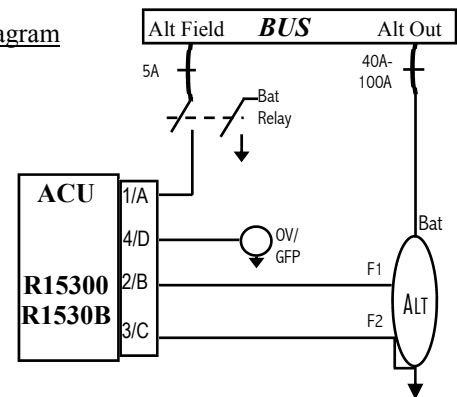 agram
Alt Field BUS Alt Out
5A
40A-
100A
Bat
Relay
ACU
1/A
4/D
OV/
GFP
Bat
R15300
R1530B
2/B
F1
ALT
3/C
F2